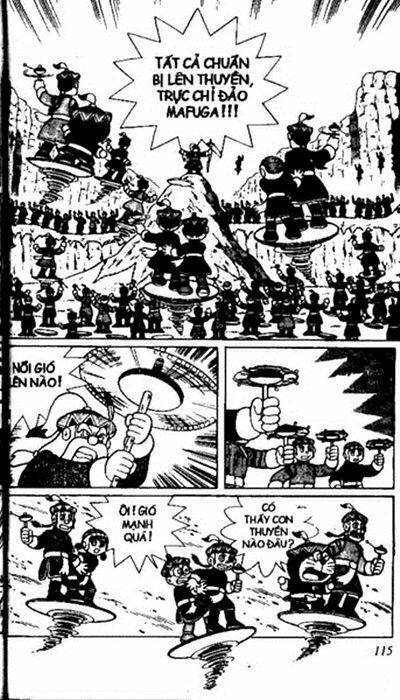 TẤT CẢ CHUẨN
BỊ LÊN THUYỀN,
TRỰC CHỈ ĐẢO
MAFUGA!!!
NỔI GIÓ
LÊN NÀO!
ÔI! GIÓ
MẠNH
QUÁ!
CÓ
THẤY CON
THUYỀN
NÀO ĐÂU?
115